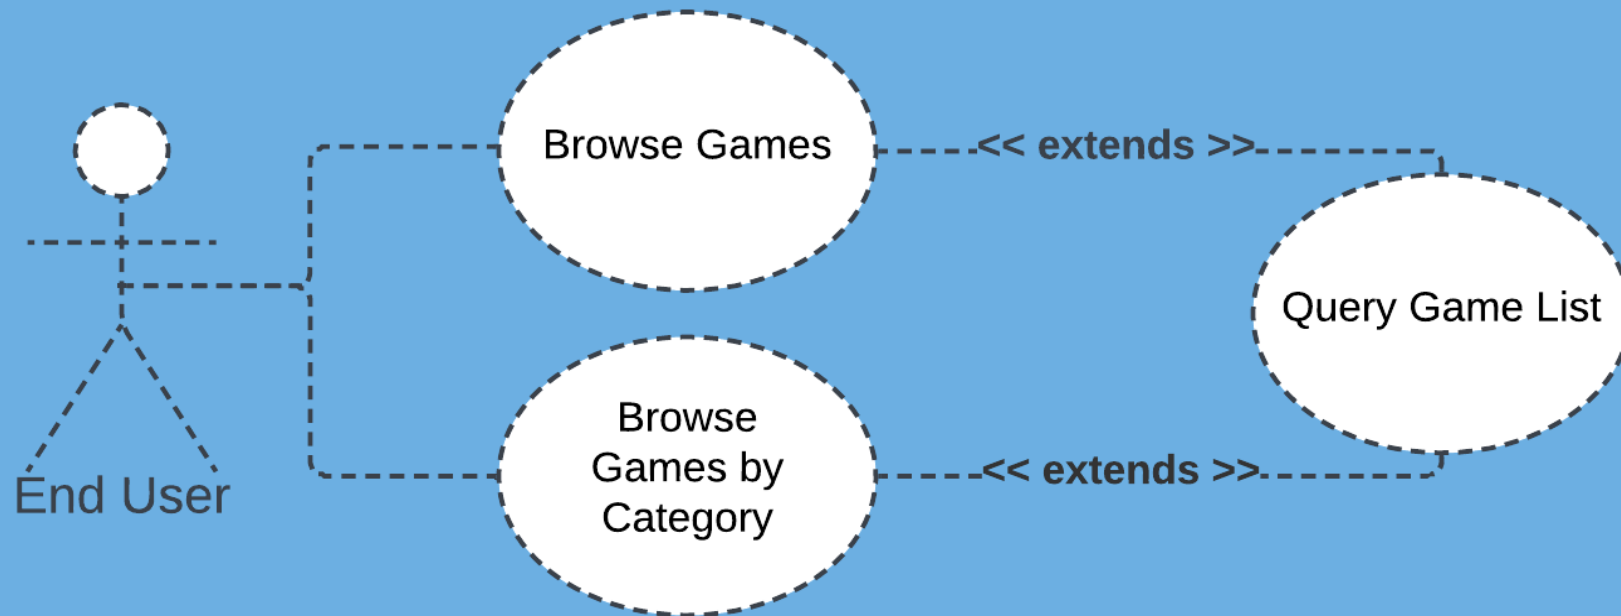 Browse Games
<< extends >>
Query Game List
Browse
Games by
Category
<< extends >>
End User